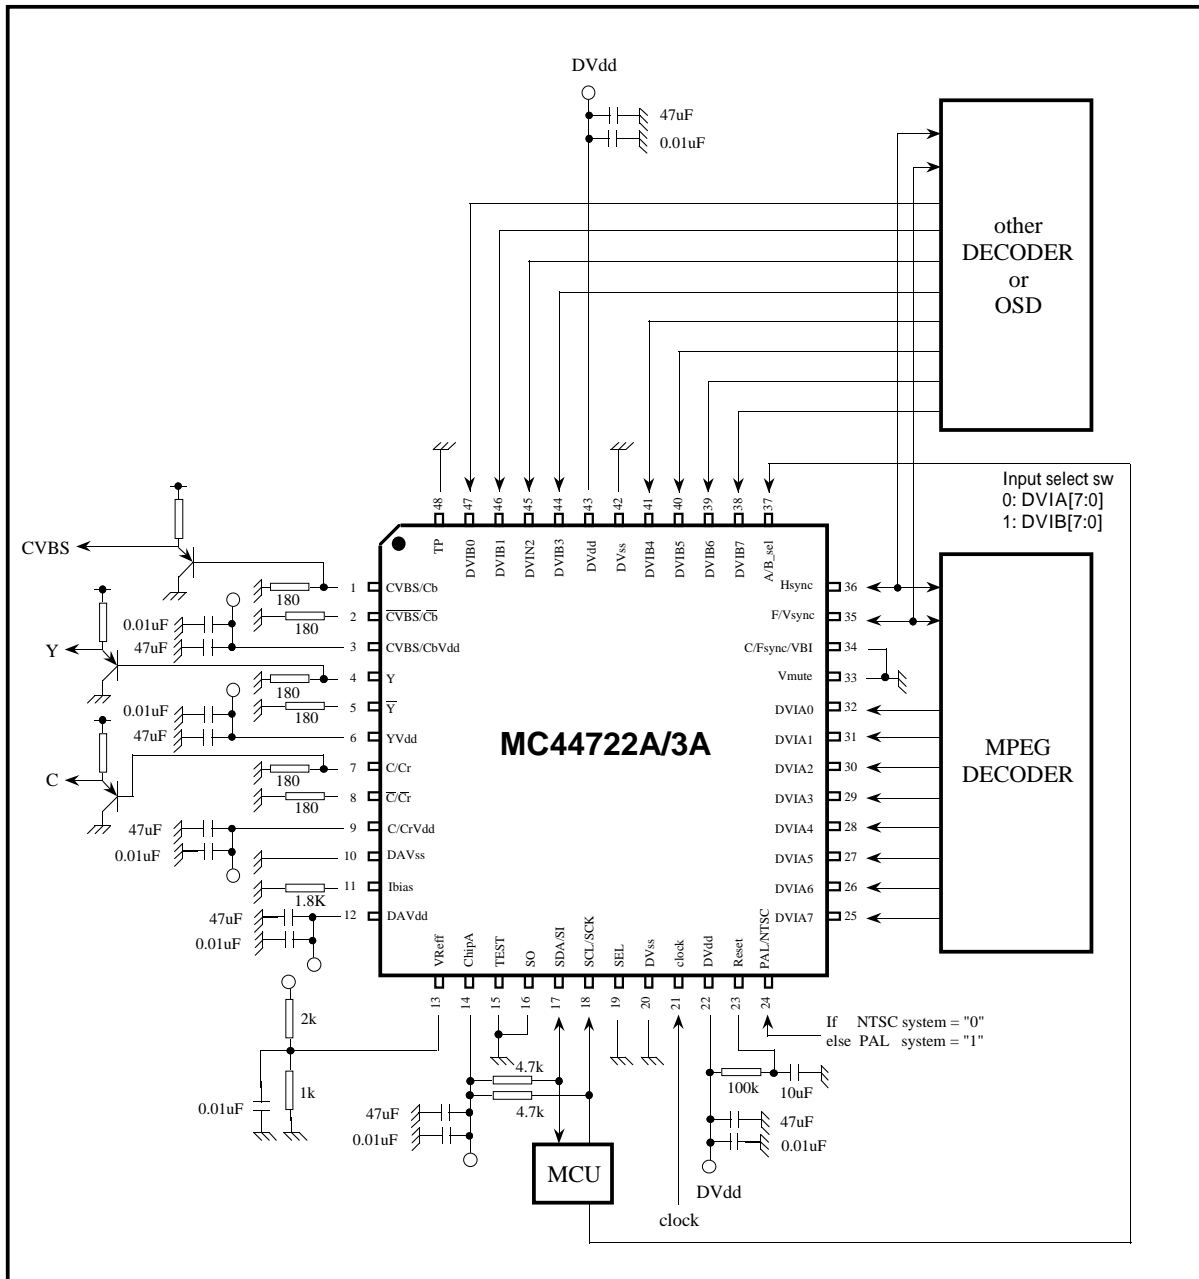 DVdd
47uF
0.01uF
other
DECODER
or
OSD
Input select sw
0: DVIA[7:0]
1: DVIB[7:0]
48
47
46
45
44
43
42
41
40
39
38
37
TP
DVIB0
DVIB1
DVIN2
DVIB3
DVdd
DVss
DVIB4
DVIB5
DVIB6
DVIB7
A/B_sel
CVBS
Y
C
180
180
0.01uF
47uF
180
180
0.01uF
47uF
180
180
47uF
0.01uF
1.8K
47uF
0.01uF
1 CVBS/Cb
2 CVBS/Cb
3 CVBS/CbVdd
4 Y
5 Y
6 YVdd
7 C/Cr
8 C/Cr
9 C/CrVdd
10 DAVss
11 Ibias
12 DAVdd
MC44722A/3A
Hsync 36
F/Vsync 35
C/Fsync/VBI 34
Vmute 33
DVIA0 32
DVIA1 31
DVIA2 30
DVIA3 29
DVIA4 28
DVIA5 27
DVIA6 26
DVIA7 25
MPEG
DECODER
VReff
ChipA
TEST
SO
SDA/SI
SCL/SCK
SEL
DVss
clock
DVdd
Reset
PAL/NTSC
13
14
15
16
17
18
19
20
21
22
23
24
If NTSC system = "0"
else PAL system = "1"
2k
1k
0.01uF
4.7k
4.7k
47uF
0.01uF
MCU
clock
100k
10uF
47uF
0.01uF
DVdd